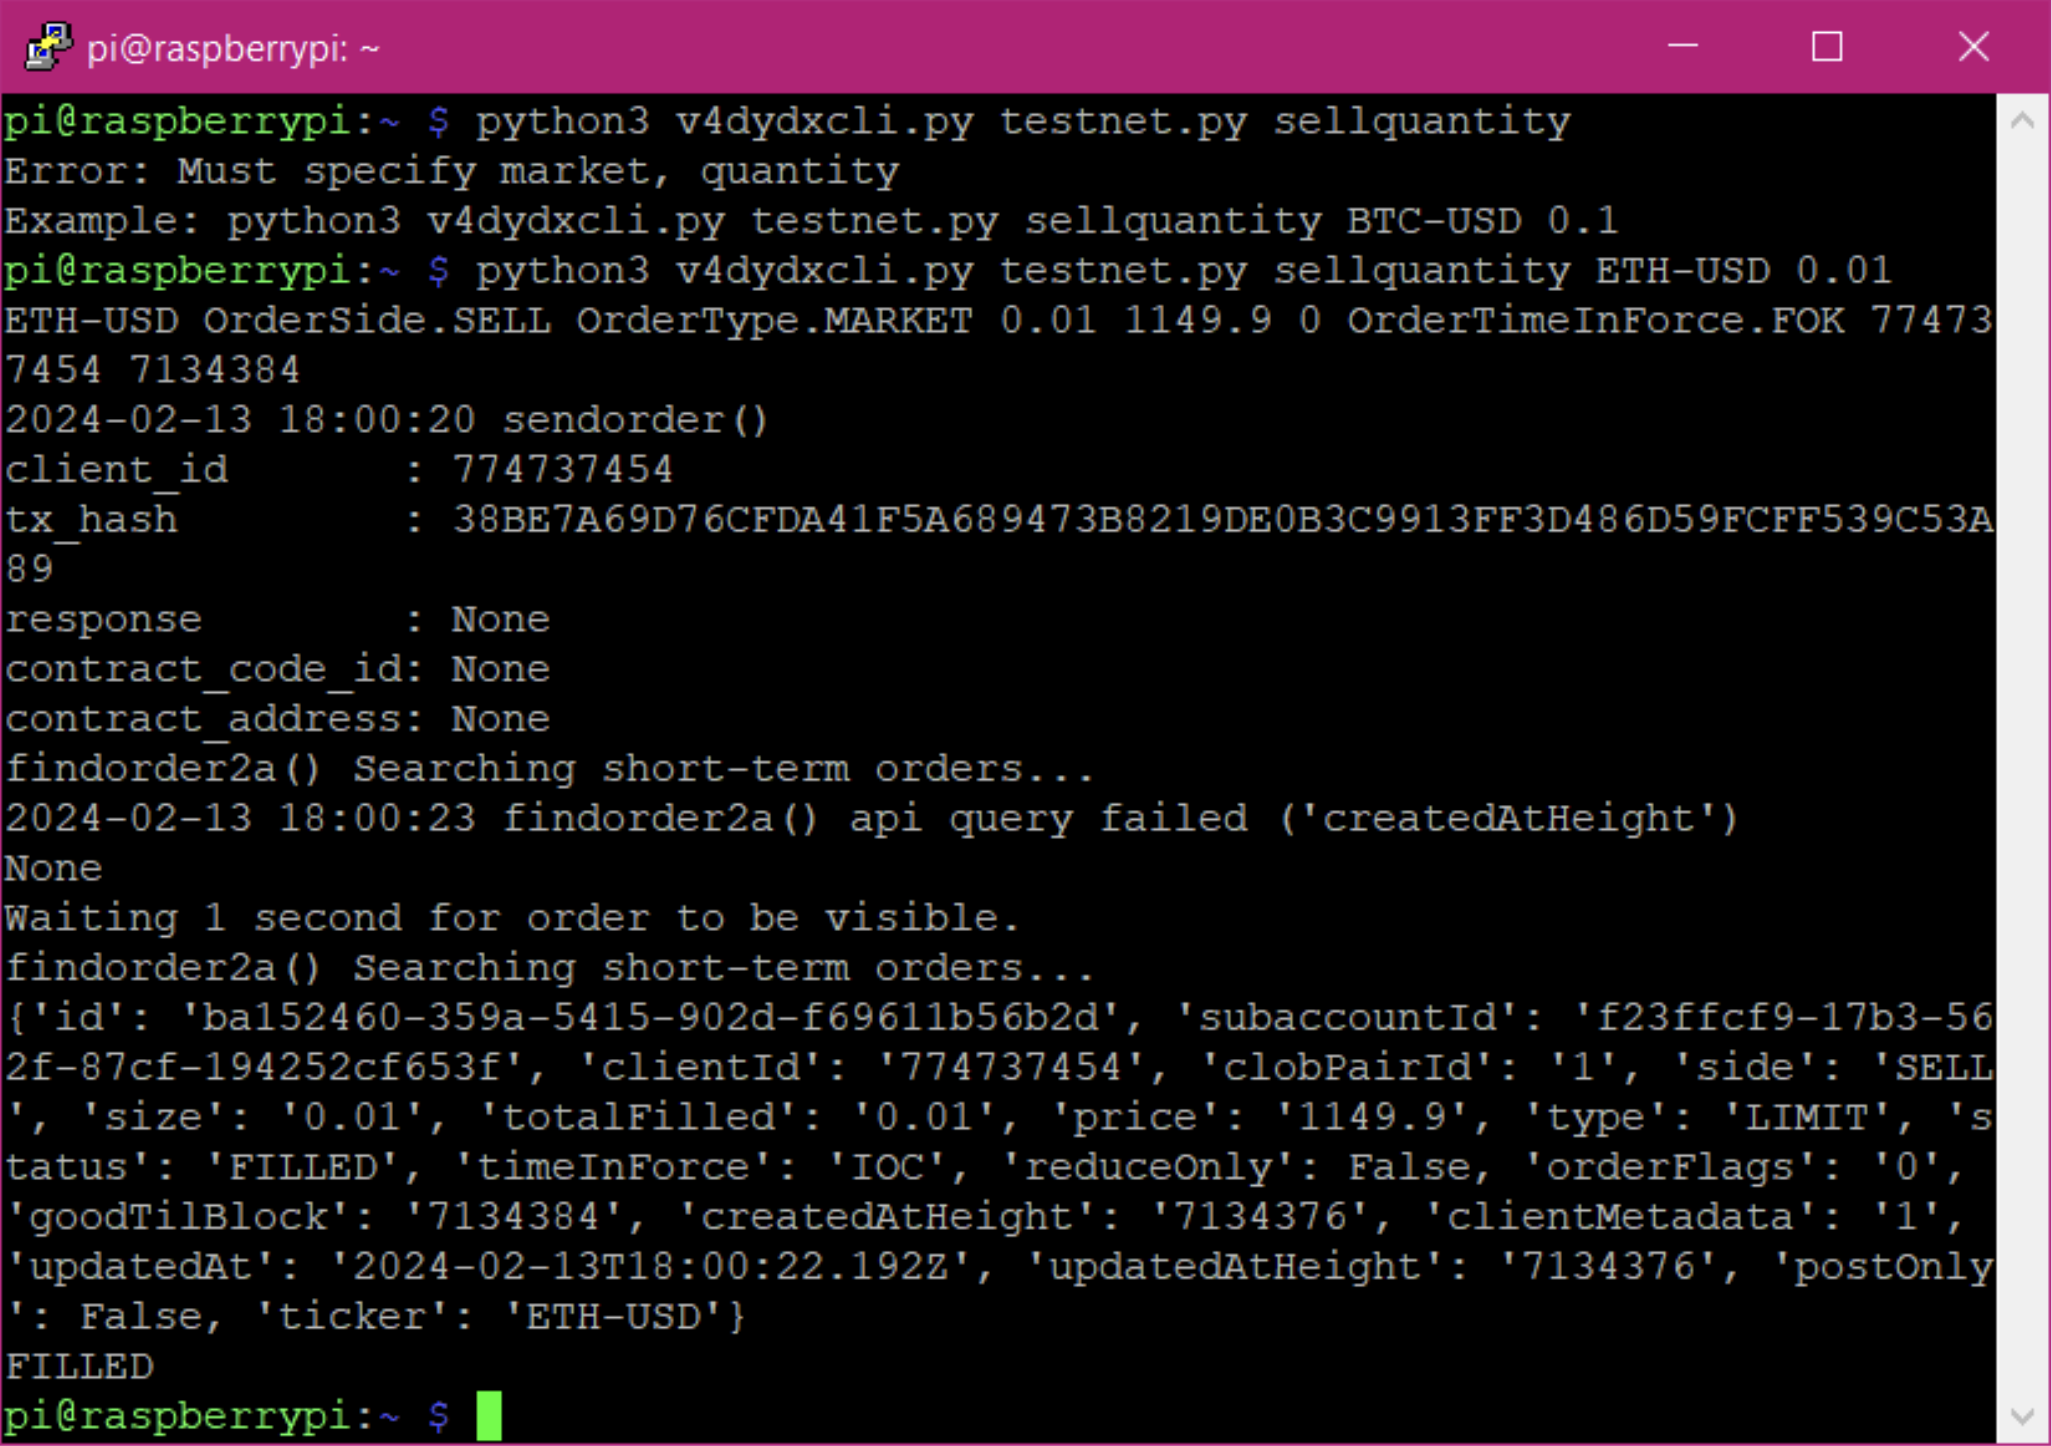 pi@raspberrypi: ~
pi@raspberrypi:~ $ python3 v4dydxcli.py testnet.py sellquantity
Error: Must specify market, quantity
Example: python3 v4dydxcli.py testnet.py sellquantity BTC-USD 0.1
pi@raspberrypi:~ $ python3 v4dydxcli.py testnet.py sellquantity ETH-USD 0.01
ETH-USD OrderSide.SELL OrderType.MARKET 0.01 1149.9 0 OrderTimeInForce.FOK 77473
7454 7134384
2024-02-13 18:00:20 sendorder()
client_id       : 774737454
tx_hash         : 38BE7A69D76CFDA41F5A689473B8219DE0B3C9913FF3D486D59FCFF539C53A
89
response        : None
contract_code_id: None
contract_address: None
findorder2a() Searching short-term orders...
2024-02-13 18:00:23 findorder2a() api query failed ('createdAtHeight')
None
Waiting 1 second for order to be visible.
findorder2a() Searching short-term orders...
{'id': 'ba152460-359a-5415-902d-f69611b56b2d', 'subaccountId': 'f23ffcf9-17b3-56
2f-87cf-194252cf653f', 'clientId': '774737454', 'clobPairId': '1', 'side': 'SELL
', 'size': '0.01', 'totalFilled': '0.01', 'price': '1149.9', 'type': 'LIMIT', 's
tatus': 'FILLED', 'timeInForce': 'IOC', 'reduceOnly': False, 'orderFlags': '0',
'goodTilBlock': '7134384', 'createdAtHeight': '7134376', 'clientMetadata': '1',
'updatedAt': '2024-02-13T18:00:22.192Z', 'updatedAtHeight': '7134376', 'postOnly
': False, 'ticker': 'ETH-USD'}
FILLED
pi@raspberrypi:~ $